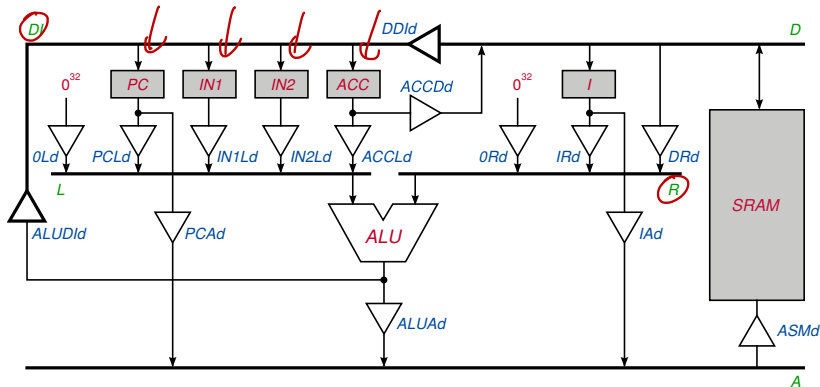 DI DDId D
PC IN1 IN2 ACC ACCDd I
0³² 0³²
0Ld PCLd IN1Ld IN2Ld ACCLd 0Rd IRd DRd
L R
SRAM
ALU
ALUDId PCAd IAd
ALUAd ASMd
A